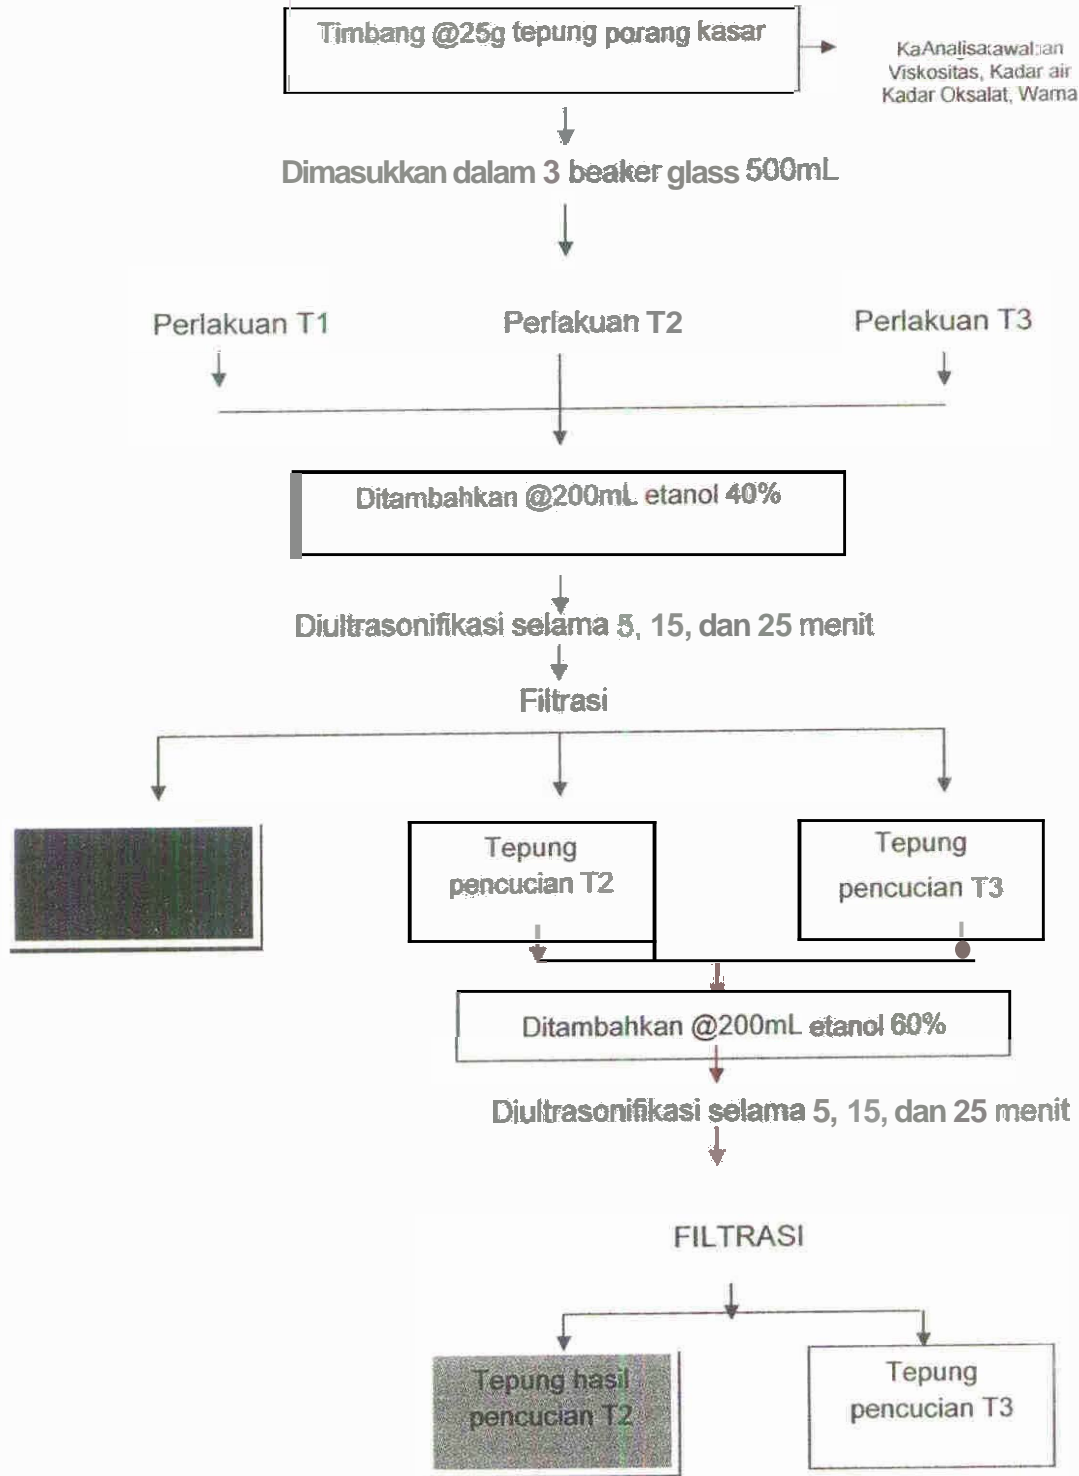 Timbang @25g tepung porang kasar
Viskositas, Kadar air
Kadar Oksalat, Warna
Dimasukkan dalam 3 beaker glass 500mL
Perlakuan T1
Perlakuan T2
Perlakuan T3
Ditambahkan @200mL etanol 40%
Diultrasonifikasi selama 5, 15, dan 25 menit
Filtrasi
Tepung
pencucian T2
Tepung
pencucian T3
Ditambahkan @200mL etanol 60%
Diultrasonifikasi selama 5, 15, dan 25 menit
FILTRASI
Tepung hasil
pencucian T2
Tepung
pencucian T3